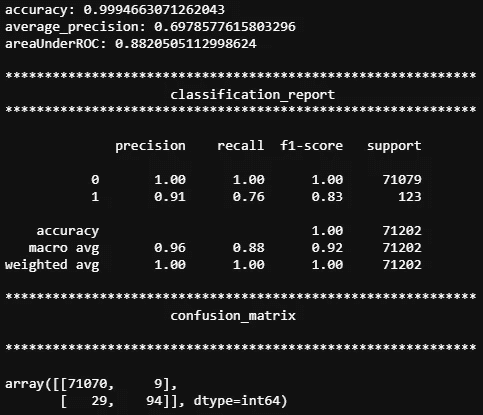 accuracy: 0.9994663071262043
average_precision: 0.6978577615803296
areaUnderROC: 0.8820505112998624
************************************************************
classification_report
************************************************************
precision recall f1-score support
0 1.00 1.00 1.00 71079
1 0.91 0.76 0.83 123
accuracy 1.00 71202
macro avg 0.96 0.88 0.92 71202
weighted avg 1.00 1.00 1.00 71202
************************************************************
confusion_matrix
************************************************************
array([[71070, 9],
[ 29, 94]], dtype=int64)